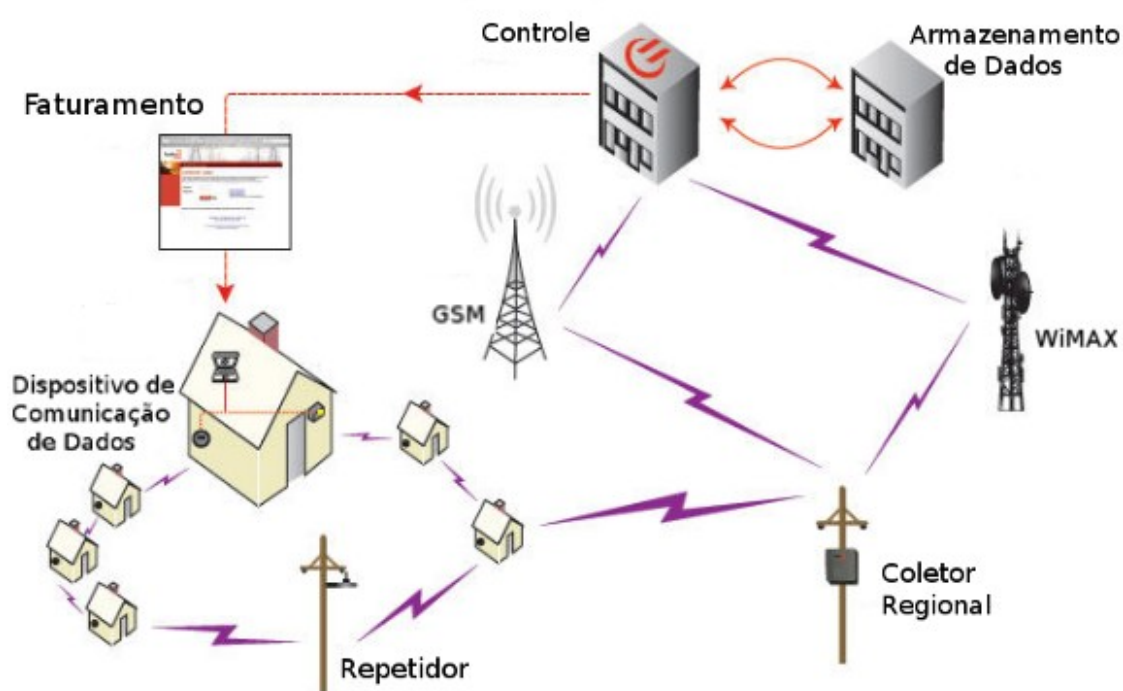 Controle
Armazenamento
de Dados
Faturamento
GSM
WiMAX
Dispositivo de
Comunicação
de Dados
Coletor
Regional
Repetidor